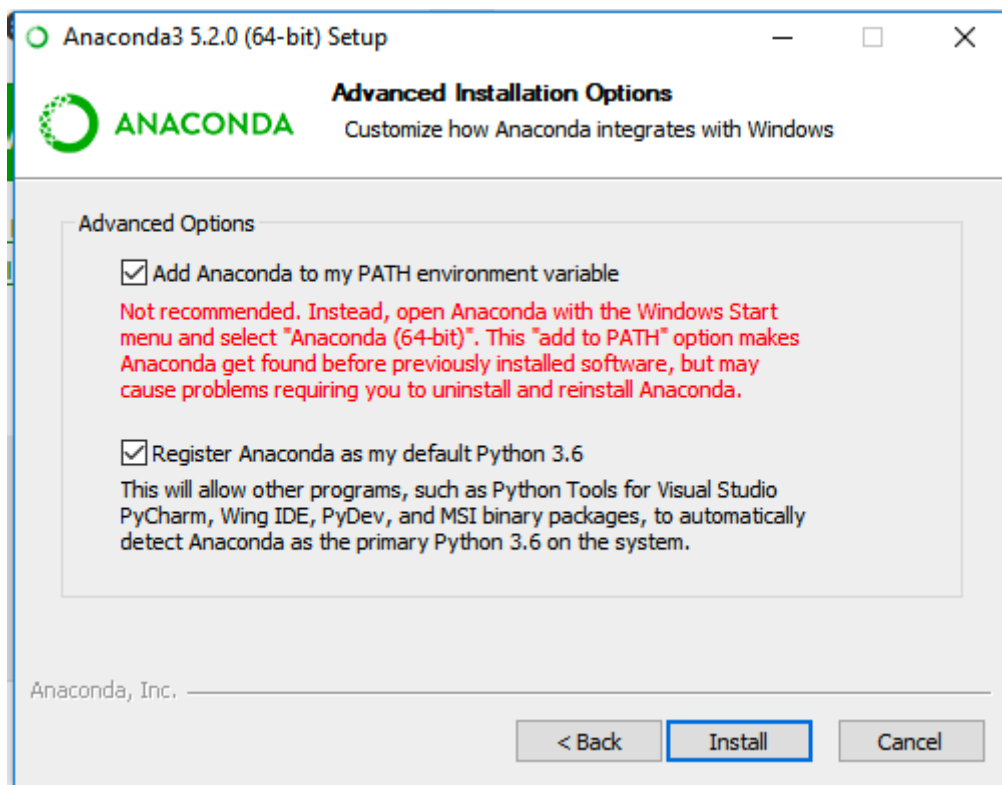 Anaconda3 5.2.0 (64-bit) Setup
ANACONDA
Advanced Installation Options
Customize how Anaconda integrates with Windows
Advanced Options
Add Anaconda to my PATH environment variable
Not recommended. Instead, open Anaconda with the Windows Start
menu and select "Anaconda (64-bit)". This "add to PATH" option makes
Anaconda get found before previously installed software, but may
cause problems requiring you to uninstall and reinstall Anaconda.
Register Anaconda as my default Python 3.6
This will allow other programs, such as Python Tools for Visual Studio
PyCharm, Wing IDE, PyDev, and MSI binary packages, to automatically
detect Anaconda as the primary Python 3.6 on the system.
Anaconda, Inc.
< Back
Install
Cancel